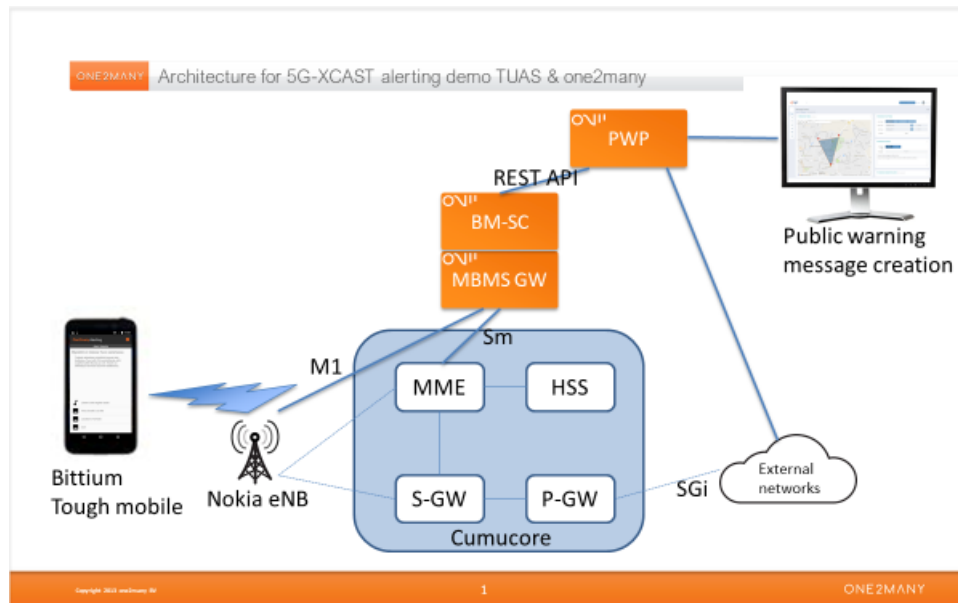 ONE2MANY
Architecture for 5G-XCAST alerting demo TUAS & one2many
PWP
REST API
BM-SC
MBMS GW
Public warning
message creation
Sm
M1
MME
HSS
Bittium
Tough mobile
Nokia eNB
S-GW
P-GW
SGi
External
networks
Cumucore
1
ONE2MANY